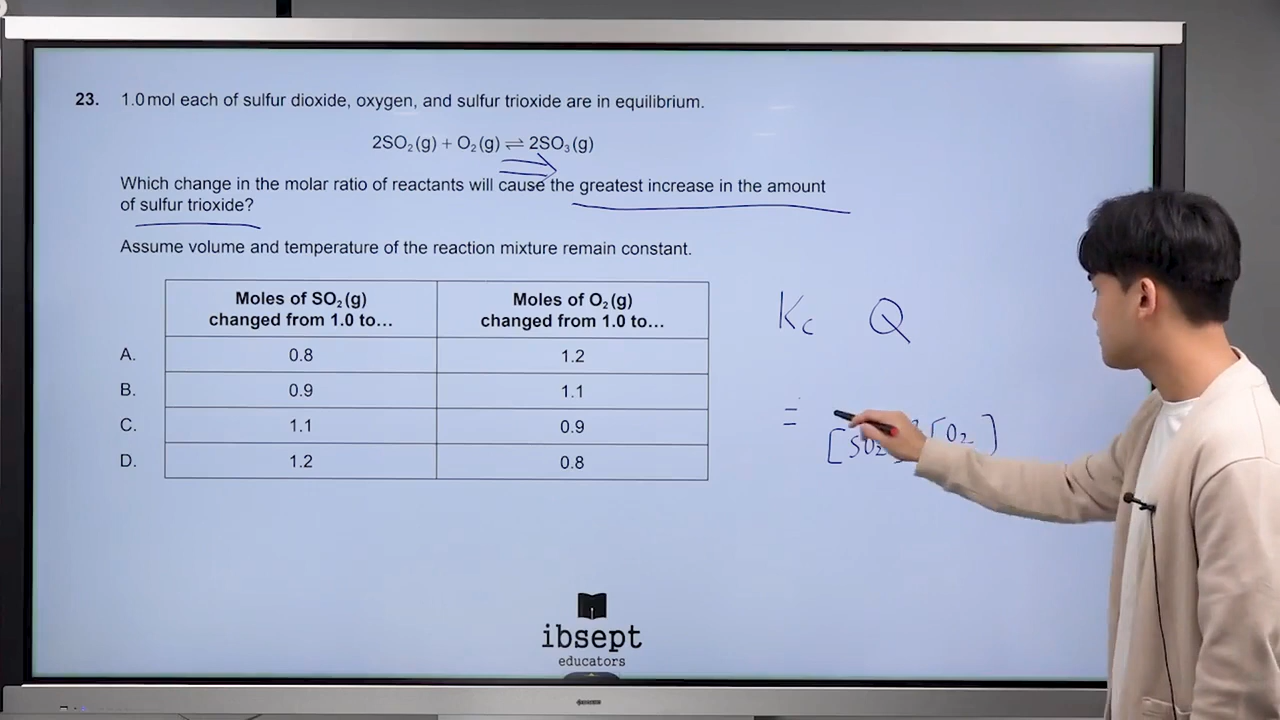 23. 1.0 mol each of sulfur dioxide, oxygen, and sulfur trioxide are in equilibrium.
2SO₂(g) + O₂(g) ⇌ 2SO₃(g)
Which change in the molar ratio of reactants will cause the greatest increase in the amount
of sulfur trioxide?
Assume volume and temperature of the reaction mixture remain constant.
Moles of SO₂(g) changed from 1.0 to… Moles of O₂(g) changed from 1.0 to…
A. 0.8 1.2
B. 0.9 1.1
C. 1.1 0.9
D. 1.2 0.8
Kc Q
=
[SO₂ O₂ ]
ibsept
educators